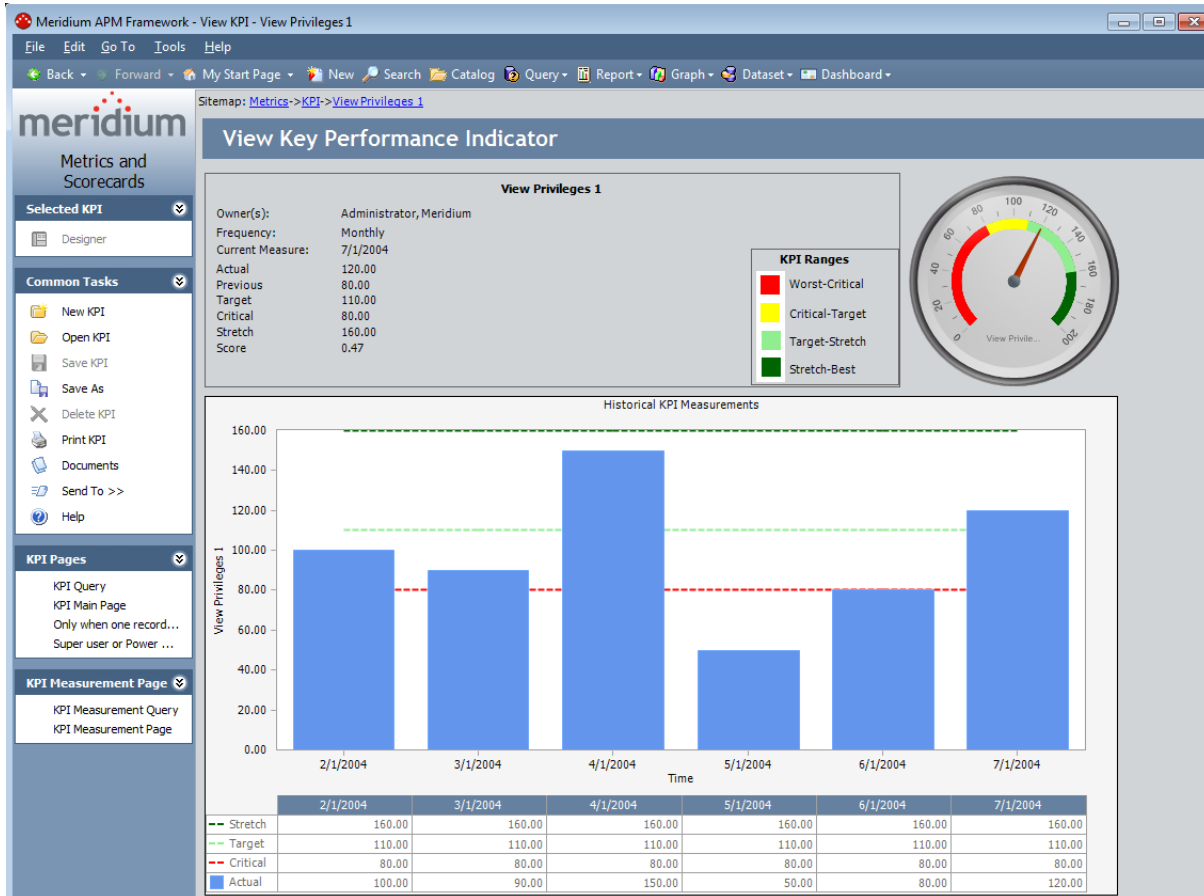 Meridium APM Framework - View KPI - View Privileges 1
File Edit Go To Tools Help
Back Forward My Start Page New Search Catalog Query Report Graph Dataset Dashboard
Sitemap: Metrics->KPI->View Privileges 1
meridium
Metrics and
Scorecards
Selected KPI
Designer
Common Tasks
New KPI
Open KPI
Save KPI
Save As
Delete KPI
Print KPI
Documents
Send To >>
Help
KPI Pages
KPI Query
KPI Main Page
Only when one record...
Super user or Power ...
KPI Measurement Page
KPI Measurement Query
KPI Measurement Page
View Key Performance Indicator
View Privileges 1
Owner(s): Administrator, Meridium
Frequency: Monthly
Current Measure: 7/1/2004
Actual 120.00
Previous 80.00
Target 110.00
Critical 80.00
Stretch 160.00
Score 0.47
KPI Ranges
Worst-Critical
Critical-Target
Target-Stretch
Stretch-Best
0 20 40 60 80 100 120 140 160 180 200
View Privile...
Historical KPI Measurements
View Privileges 1
160.00
140.00
120.00
100.00
80.00
60.00
40.00
20.00
0.00
2/1/2004 3/1/2004 4/1/2004 5/1/2004 6/1/2004 7/1/2004
Time
2/1/2004 3/1/2004 4/1/2004 5/1/2004 6/1/2004 7/1/2004
Stretch 160.00 160.00 160.00 160.00 160.00 160.00
Target 110.00 110.00 110.00 110.00 110.00 110.00
Critical 80.00 80.00 80.00 80.00 80.00 80.00
Actual 100.00 90.00 150.00 50.00 80.00 120.00